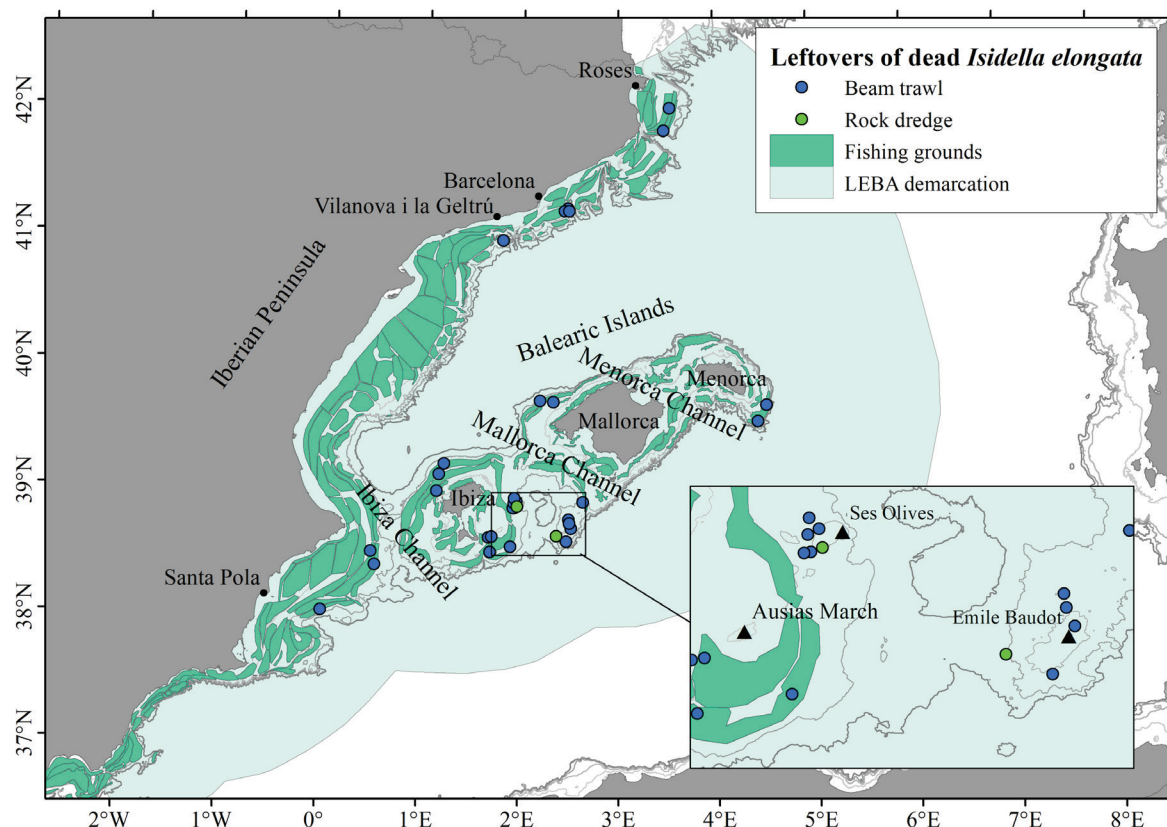 Leftovers of dead Isidella elongata
Beam trawl
Rock dredge
Fishing grounds
LEBA demarcation
42°N
41°N
40°N
39°N
38°N
37°N
Roses
Barcelona
Vilanova i la Geltrú
Iberian Peninsula
Balearic Islands
Menorca Channel
Menorca
Mallorca
Mallorca Channel
Ibiza
Ibiza Channel
Santa Pola
Ses Olives
Ausias March
Emile Baudot
2°W
1°W
0°
1°E
2°E
3°E
4°E
5°E
6°E
7°E
8°E